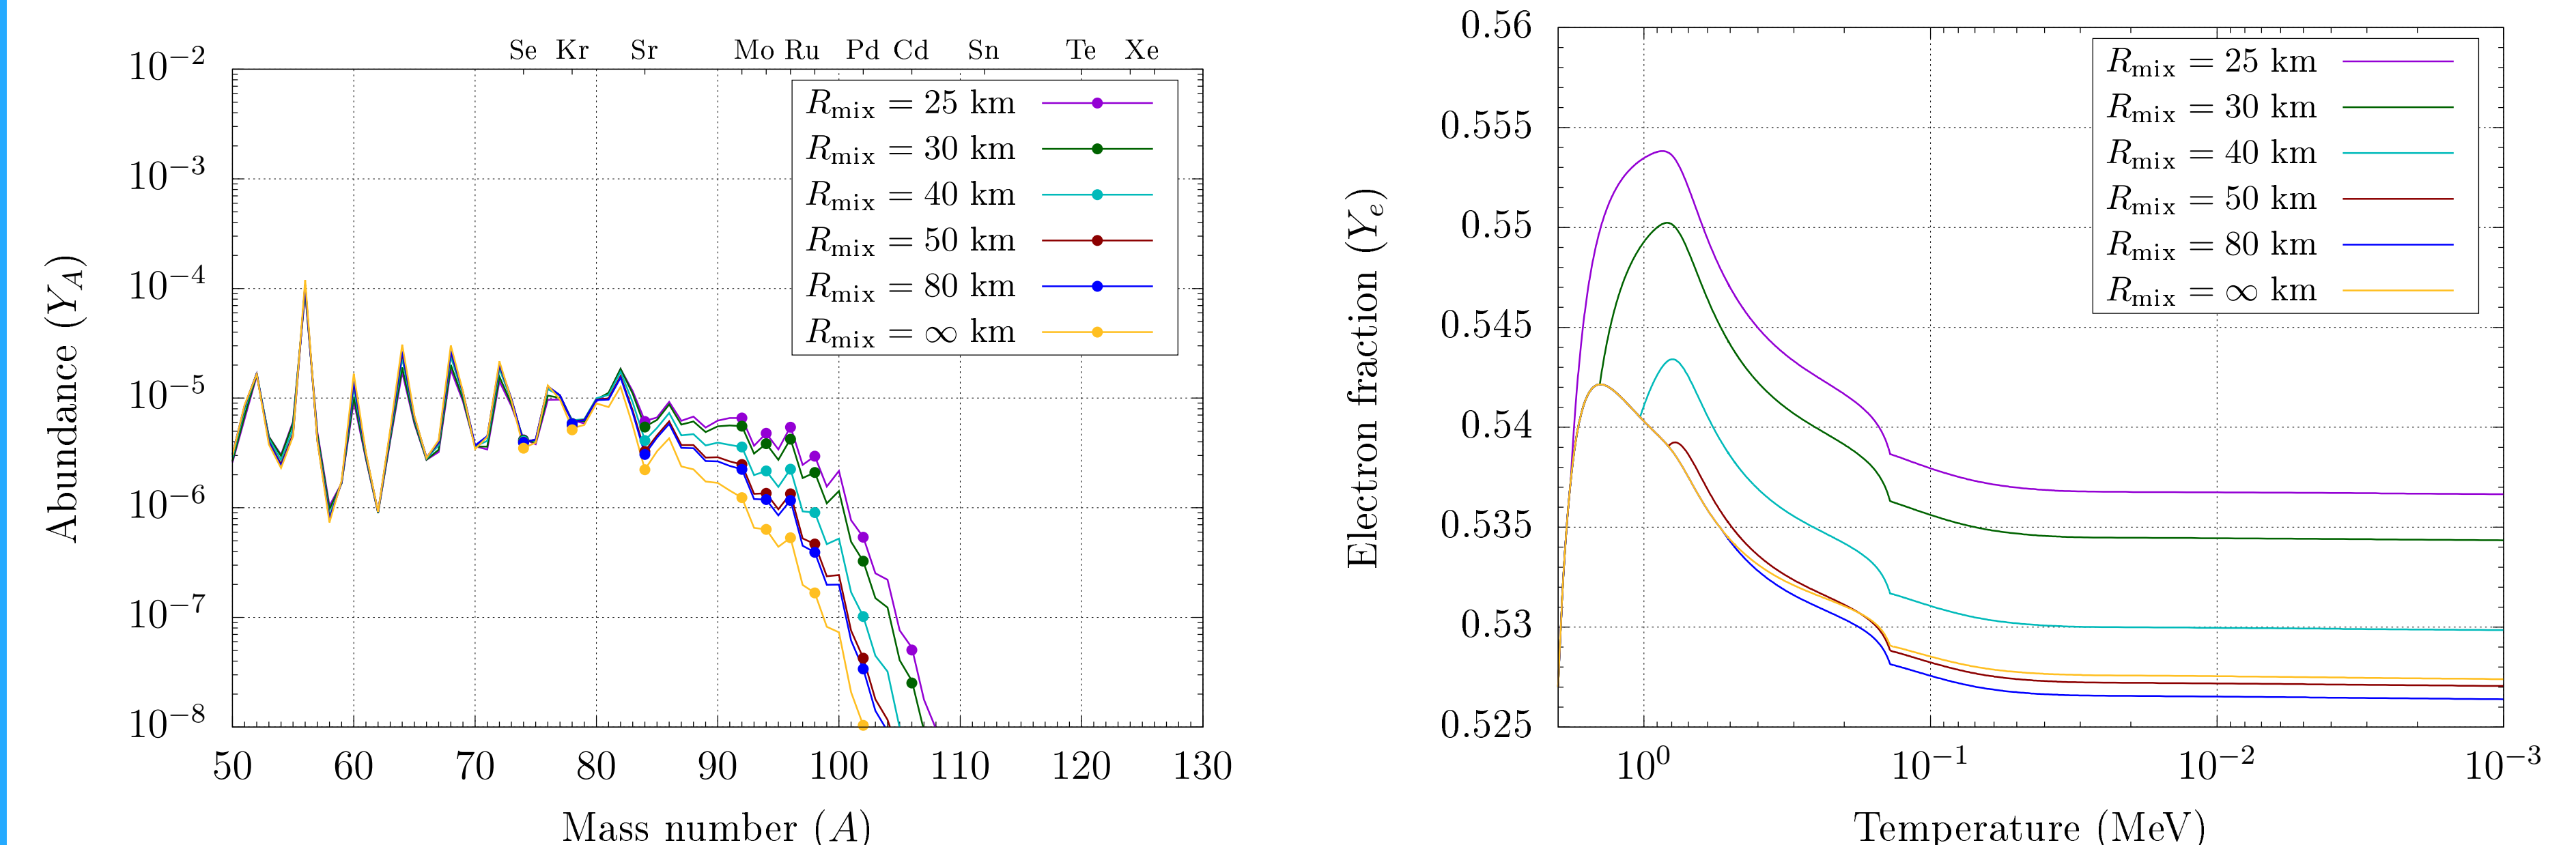 Se Kr Sr Mo Ru Pd Cd Sn Te Xe
Abundance (Y_A)
10^{-2}
10^{-3}
10^{-4}
10^{-5}
10^{-6}
10^{-7}
10^{-8}
R_mix = 25 km
R_mix = 30 km
R_mix = 40 km
R_mix = 50 km
R_mix = 80 km
R_mix = ∞ km
50 60 70 80 90 100 110 120 130
Mass number (A)
Electron fraction (Y_e)
0.56
0.555
0.55
0.545
0.54
0.535
0.53
0.525
R_mix = 25 km
R_mix = 30 km
R_mix = 40 km
R_mix = 50 km
R_mix = 80 km
R_mix = ∞ km
10^0 10^{-1} 10^{-2} 10^{-3}
Temperature (MeV)